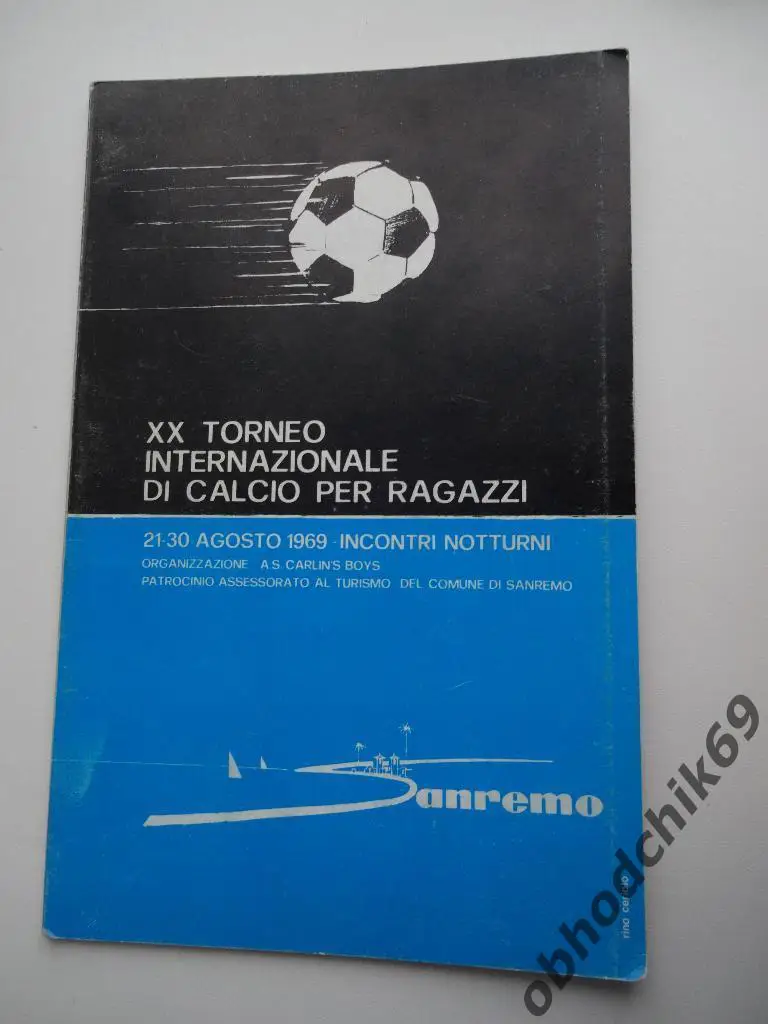 XX TORNEO
INTERNAZIONALE
DI CALCIO PER RAGAZZI
21-30 AGOSTO 1969 - INCONTRI NOTTURNI
ORGANIZZAZIONE A.S. CARLIN'S BOYS
PATROCINIO ASSESSORATO AL TURISMO DEL COMUNE DI SANREMO
Sanremo
rino
obhodchik69